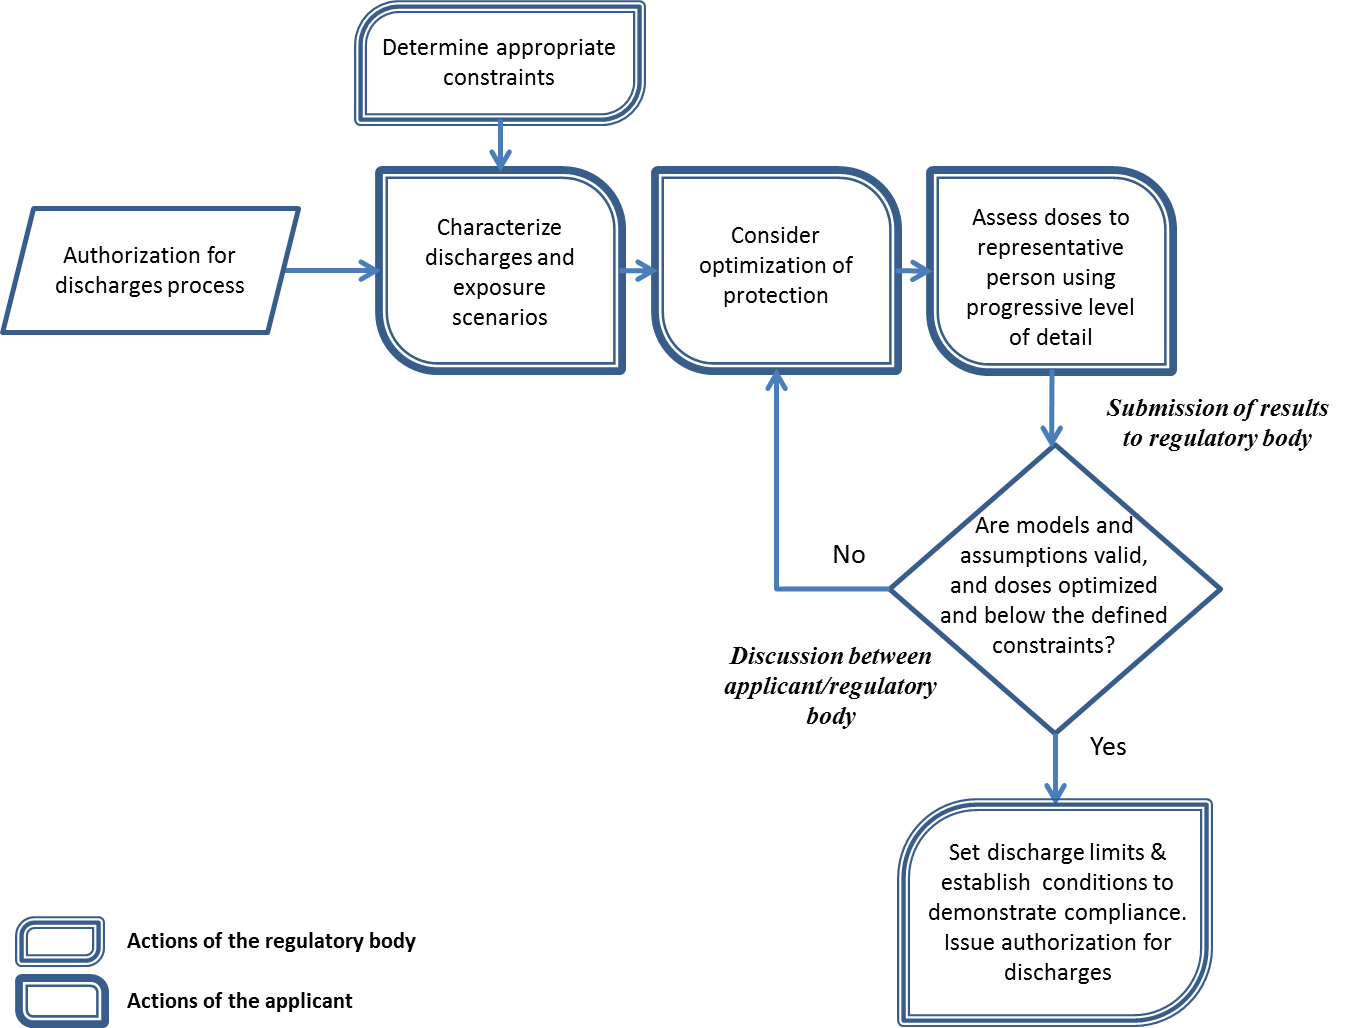 Determine appropriate
constraints
Authorization for
discharges process
Characterize
discharges and
exposure
scenarios
Consider
optimization of
protection
Assess doses to
representative
person using
progressive level
of detail
Submission of results
to regulatory body
Are models and
assumptions valid,
and doses optimized
and below the defined
constraints?
No
Discussion between
applicant/regulatory
body
Yes
Set discharge limits &
establish conditions to
demonstrate compliance.
Issue authorization for
discharges
Actions of the regulatory body
Actions of the applicant